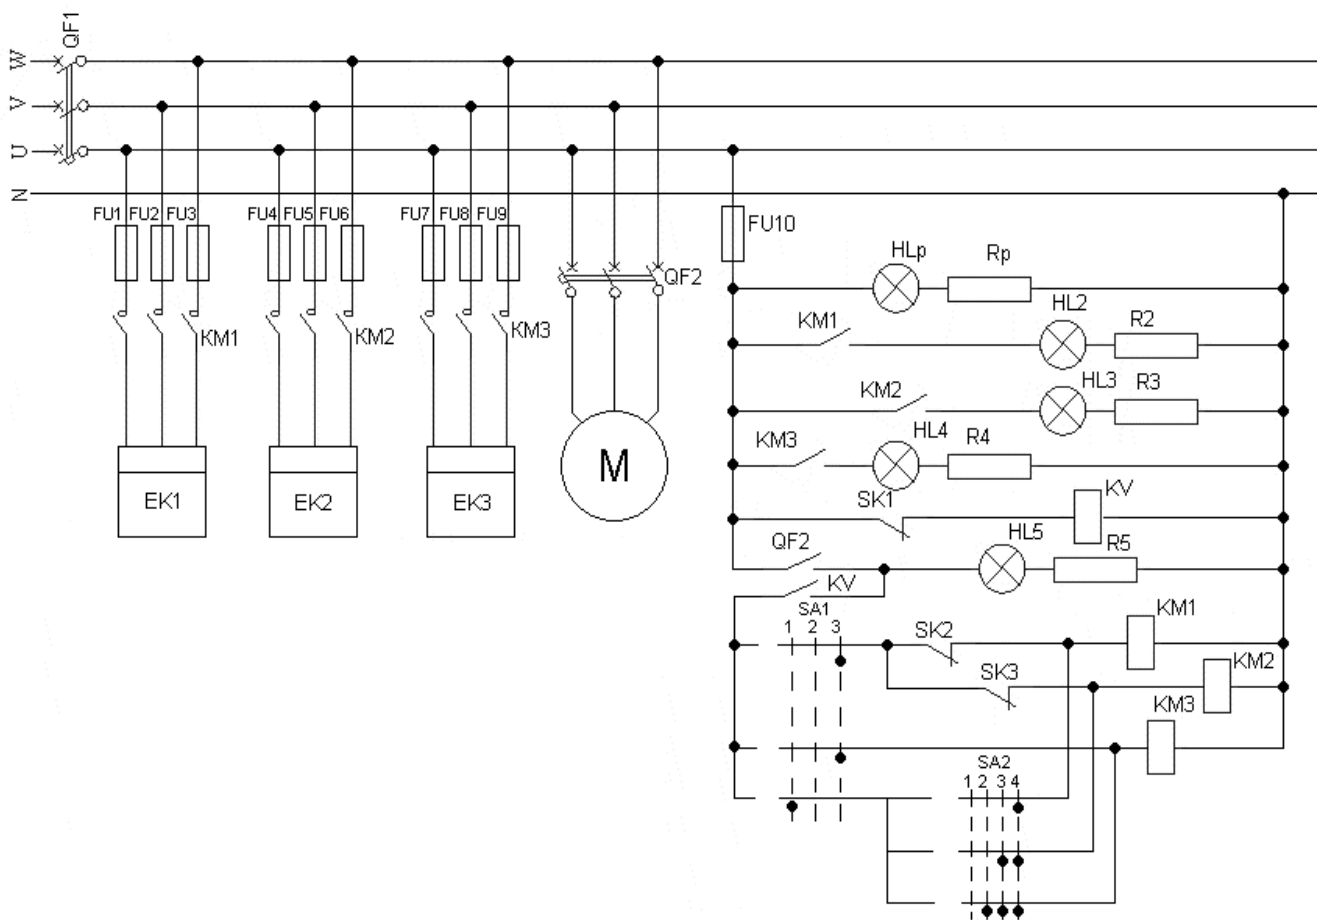 QF1
W
V
U
N
FU1 FU2 FU3 FU4 FU5 FU6 FU7 FU8 FU9
FU10
HLp Rp
QF2
KM1 KM2 KM3
KM1 HL2 R2
KM2 HL3 R3
KM3 HL4 R4
M
EK1 EK2 EK3
SK1 KV
QF2 HL5 R5
KV
SA1
1 2 3
SK2 KM1
SK3 KM2
KM3
SA2
1 2 3 4